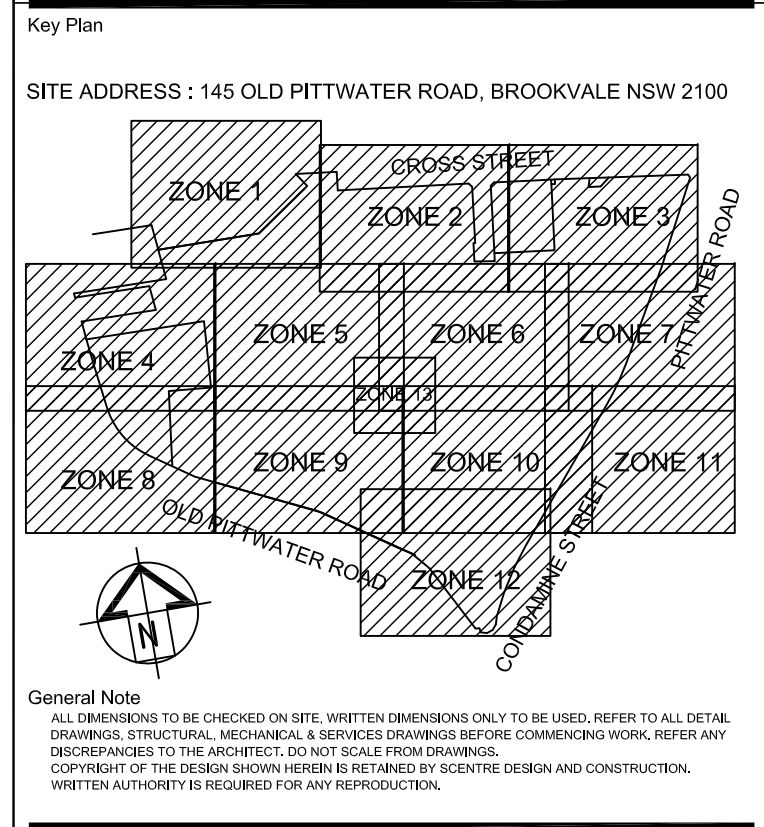 Key Plan
SITE ADDRESS : 145 OLD PITTWATER ROAD, BROOKVALE NSW 2100
CROSS STREET
ZONE 1
ZONE 2
ZONE 3
PITTWATER ROAD
ZONE 4
ZONE 5
ZONE 6
ZONE 7
ZONE 13
ZONE 8
ZONE 9
ZONE 10
ZONE 11
OLD PITTWATER ROAD
ZONE 12
CONDAMINE STREET
N
General Note
ALL DIMENSIONS TO BE CHECKED ON SITE, WRITTEN DIMENSIONS ONLY TO BE USED. REFER TO ALL DETAIL
DRAWINGS, STRUCTURAL, MECHANICAL & SERVICES DRAWINGS BEFORE COMMENCING WORK. REFER ANY
DISCREPANCIES TO THE ARCHITECT. DO NOT SCALE FROM DRAWINGS.
COPYRIGHT OF THE DESIGN SHOWN HEREIN IS RETAINED BY SCENTRE DESIGN AND CONSTRUCTION.
WRITTEN AUTHORITY IS REQUIRED FOR ANY REPRODUCTION.